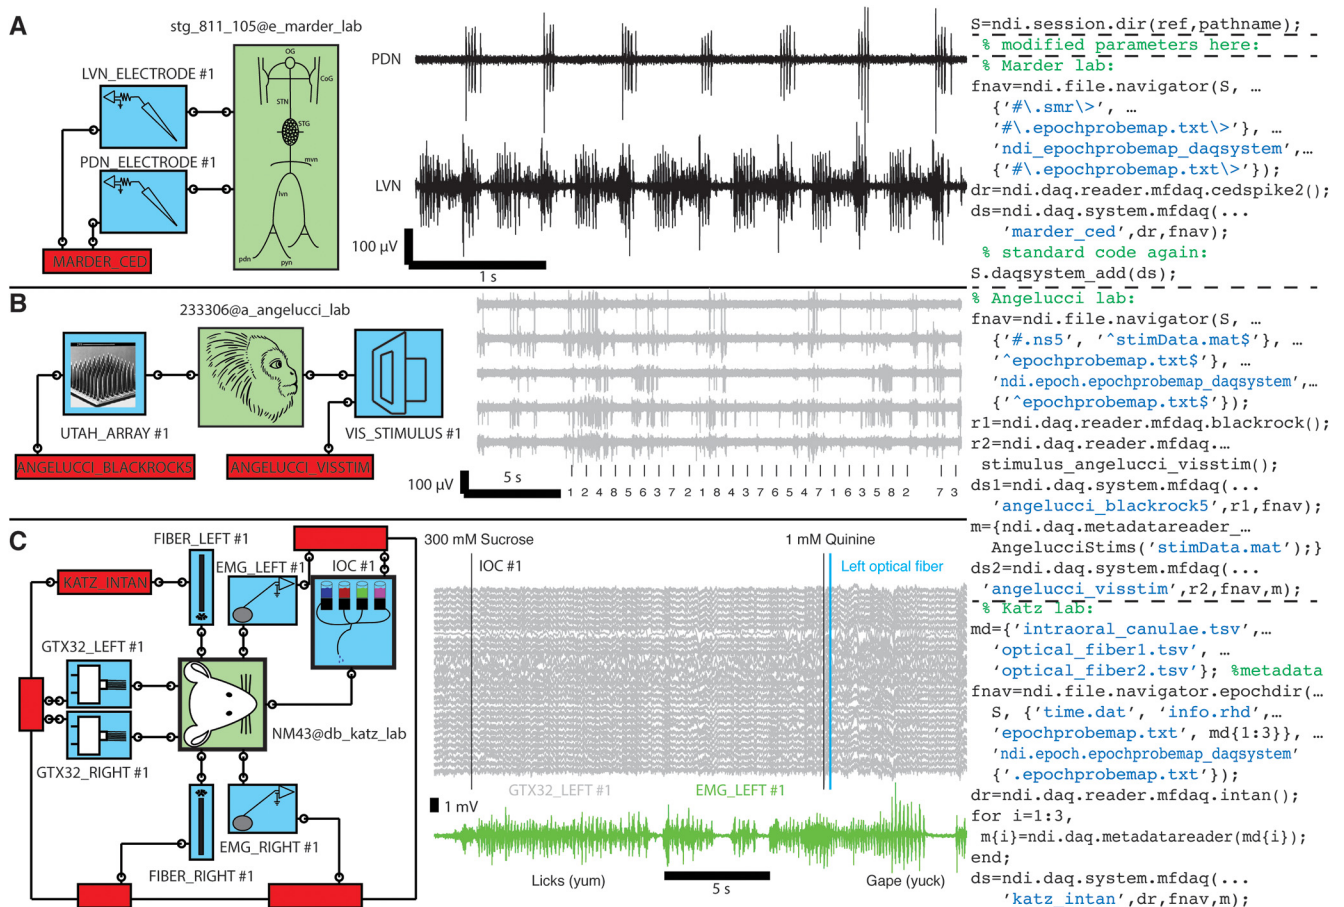 A
stg_811_105@e_marder_lab
LVN_ELECTRODE #1
PDN_ELECTRODE #1
MARDER_CED
OG
CoG
STN
STG
mvn
lvn
pdn
pyn
PDN
LVN
100 µV
1 s
S=ndi.session.dir(ref,pathname);
% modified parameters here:
% Marder lab:
fnav=ndi.file.navigator(S, …
{'#\.smr\>', …
'#\.epochprobemap.txt\>'}, …
'ndi_epochprobemap_daqsystem',…
{'#\.epochprobemap.txt\>'});
dr=ndi.daq.reader.mfdaq.cedspike2();
ds=ndi.daq.system.mfdaq(...
'marder_ced',dr,fnav);
% standard code again:
S.daqsystem_add(ds);
B
233306@a_angelucci_lab
UTAH_ARRAY #1
VIS_STIMULUS #1
ANGELUCCI_BLACKROCK5
ANGELUCCI_VISSTIM
100 µV
5 s
1 2 4 8 5 6 3 7 2 1 8 4 3 6 5 4 7 1 6 3 5 8 2 7 3
% Angelucci lab:
fnav=ndi.file.navigator(S, …
{'#.ns5', '^stimData.mat$'}, …
'^epochprobemap.txt$'}, …
'ndi.epoch.epochprobemap_daqsystem',…
{'^epochprobemap.txt$'});
r1=ndi.daq.reader.mfdaq.blackrock();
r2=ndi.daq.reader.mfdaq.…
stimulus_angelucci_visstim();
ds1=ndi.daq.system.mfdaq(...
'angelucci_blackrock5',r1,fnav);
m={ndi.daq.metadatareader_…
AngelucciStims('stimData.mat');}
ds2=ndi.daq.system.mfdaq(...
'angelucci_visstim',r2,fnav,m);
C
FIBER_LEFT #1
EMG_LEFT #1
IOC #1
KATZ_INTAN
GTX32_LEFT #1
GTX32_RIGHT #1
NM43@db_katz_lab
EMG_RIGHT #1
FIBER_RIGHT #1
300 mM Sucrose
1 mM Quinine
IOC #1
Left optical fiber
GTX32_LEFT #1
EMG_LEFT #1
1 mV
Licks (yum)
5 s
Gape (yuck)
% Katz lab:
md={'intraoral_canulae.tsv',…
'optical_fiber1.tsv', …
'optical_fiber2.tsv'}; %metadata
fnav=ndi.file.navigator.epochdir(…
S, {'time.dat', 'info.rhd',…
'epochprobemap.txt', md{1:3}}, …
'ndi.epoch.epochprobemap_daqsystem'
{'.epochprobemap.txt'});
dr=ndi.daq.reader.mfdaq.intan();
for i=1:3,
m{i}=ndi.daq.metadatareader(md{i});
end;
ds=ndi.daq.system.mfdaq(...
'katz_intan',dr,fnav,m);